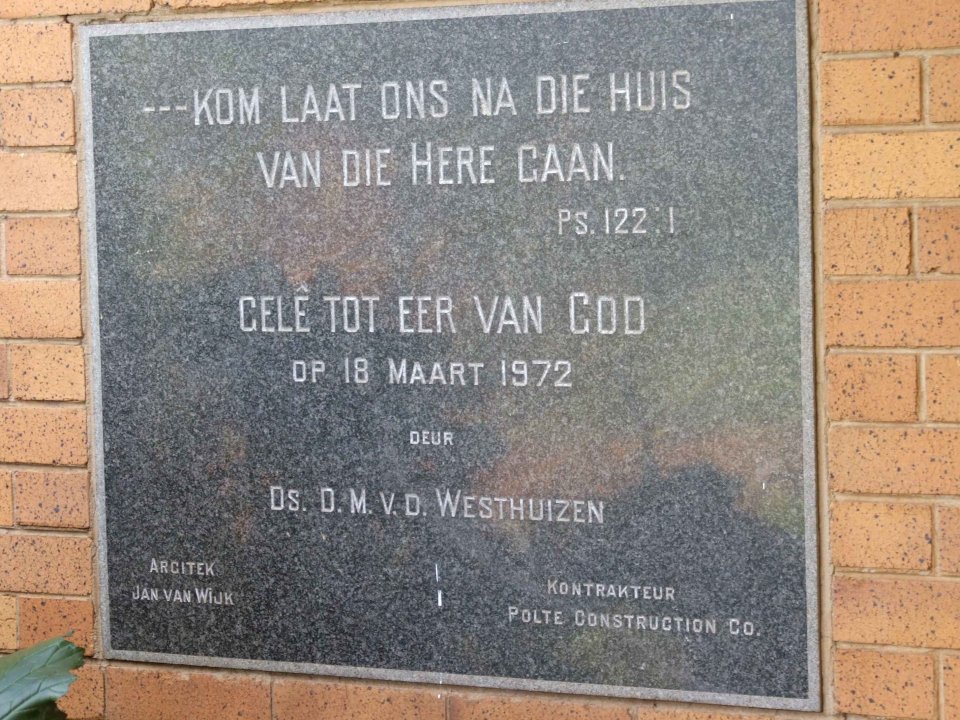 ---KOM LAAT ONS NA DIE HUIS
VAN DIE HERE GAAN.
PS. 122:1
GELÊ TOT EER VAN GOD
OP 18 MAART 1972
DEUR
DS. D.M.V.D. WESTHUIZEN
ARGITEK
JAN VAN WIJK
KONTRAKTEUR
POLTE CONSTRUCTION CO.